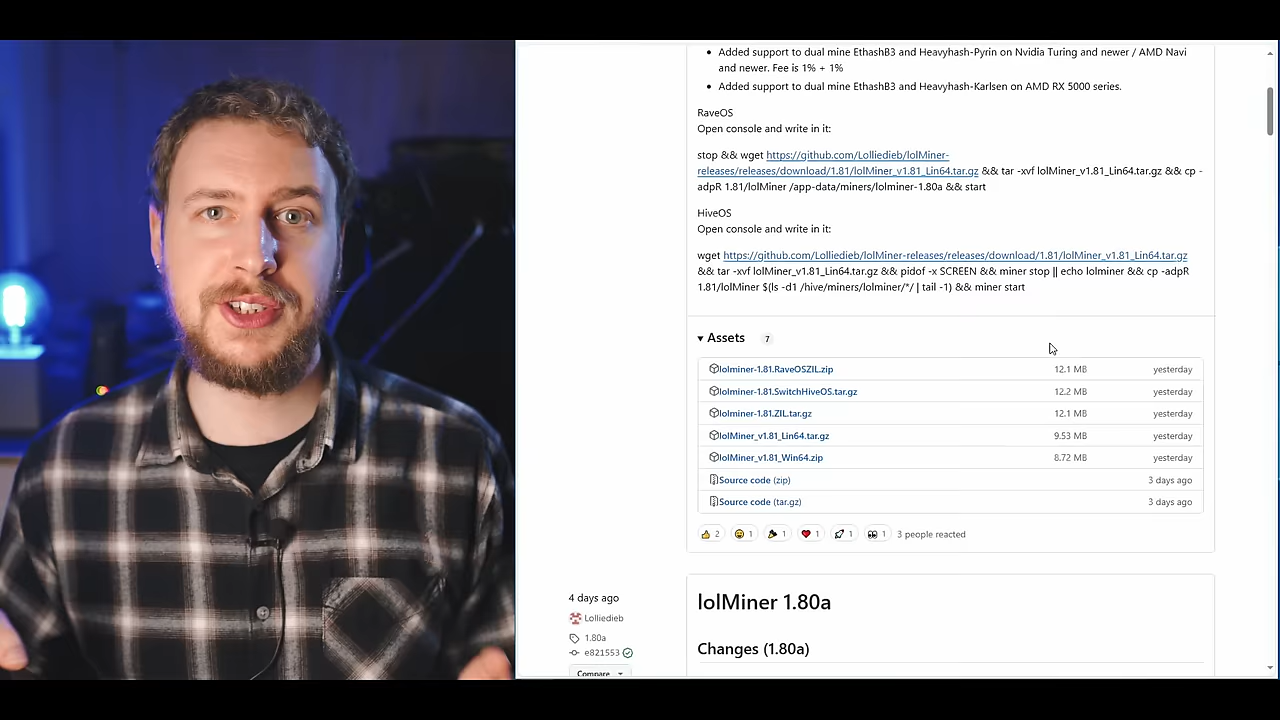 Added support to dual mine EthashB3 and Heavyhash-Pyrin on Nvidia Turing and newer / AMD Navi
and newer. Fee is 1% + 1%
Added support to dual mine EthashB3 and Heavyhash-Karlsen on AMD RX 5000 series.
RaveOS
Open console and write in it:
stop && wget https://github.com/Lolliedieb/lolMiner-
releases/releases/download/1.81/lolMiner_v1.81_Lin64.tar.gz && tar -xvf lolMiner_v1.81_Lin64.tar.gz && cp -
adpR 1.81/lolMiner /app-data/miners/lolminer-1.80a && start
HiveOS
Open console and write in it:
wget https://github.com/Lolliedieb/lolMiner-releases/releases/download/1.81/lolMiner_v1.81_Lin64.tar.gz
&& tar -xvf lolMiner_v1.81_Lin64.tar.gz && pidof -x SCREEN && miner stop || echo lolminer && cp -adpR
1.81/lolMiner $(ls -d1 /hive/miners/lolminer/*/ | tail -1) && miner start
Assets 7
lolminer-1.81.RaveOSZIL.zip 12.1 MB yesterday
lolminer-1.81.SwitchHiveOS.tar.gz 12.2 MB yesterday
lolminer-1.81.ZIL.tar.gz 12.1 MB yesterday
lolMiner_v1.81_Lin64.tar.gz 9.53 MB yesterday
lolMiner_v1.81_Win64.zip 8.72 MB yesterday
Source code (zip) 3 days ago
Source code (tar.gz) 3 days ago
2 1 1 1 1 1 3 people reacted
4 days ago
Lolliedieb
1.80a
e821553
Compare
lolMiner 1.80a
Changes (1.80a)